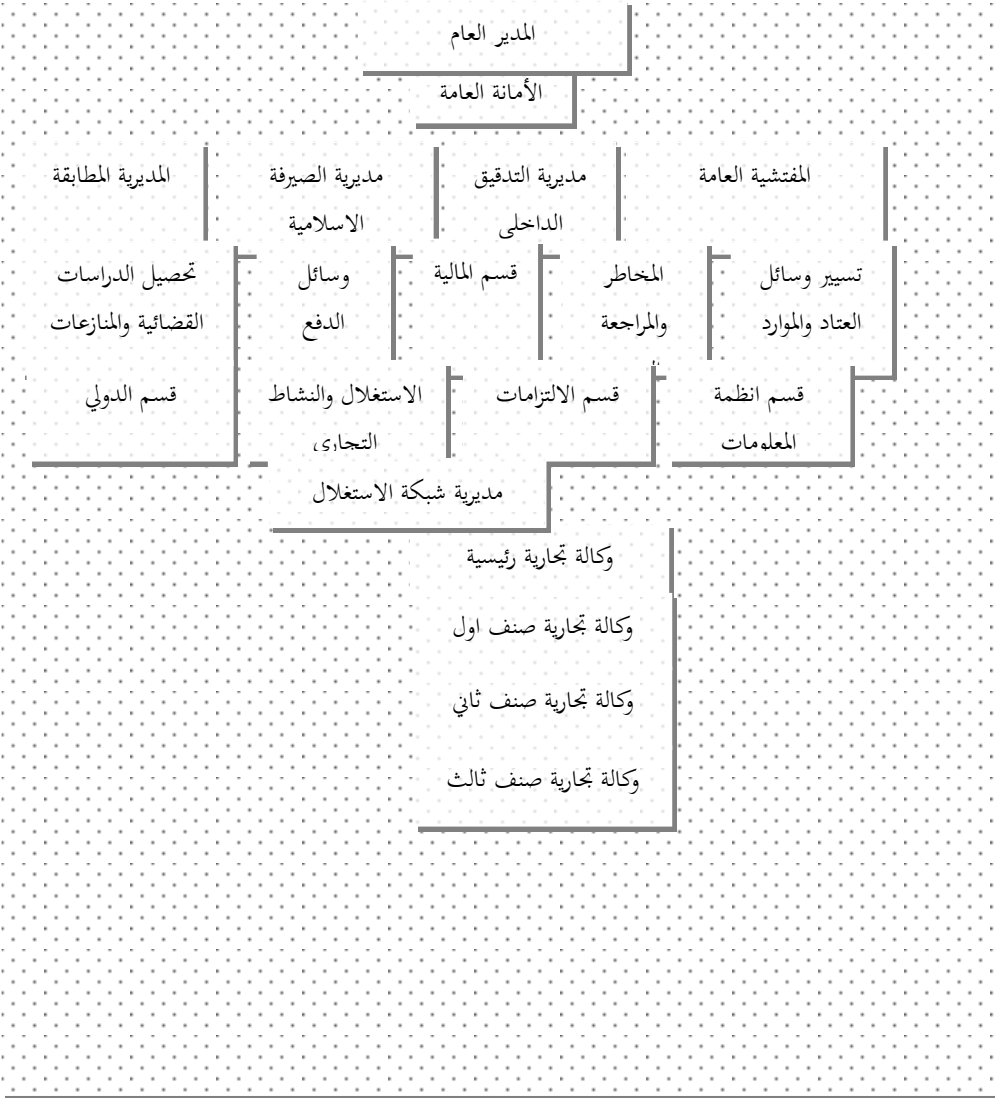 المدير العام
الأمانة العامة
المفتشية العامة
مديرية التدقيق
الداخلي
مديرية الصيرفة
الاسلامية
المديرية المطابقة
تسيير وسائل
العتاد والموارد
المخاطر
والمراجعة
قسم المالية
وسائل
الدفع
تحصيل الدراسات
القضائية والمنازعات
قسم انظمة
المعلومات
قسم الالتزامات
الاستغلال والنشاط
التجاري
قسم الدولي
مديرية شبكة الاستغلال
وكالة تجارية رئيسية
وكالة تجارية صنف اول
وكالة تجارية صنف ثاني
وكالة تجارية صنف ثالث